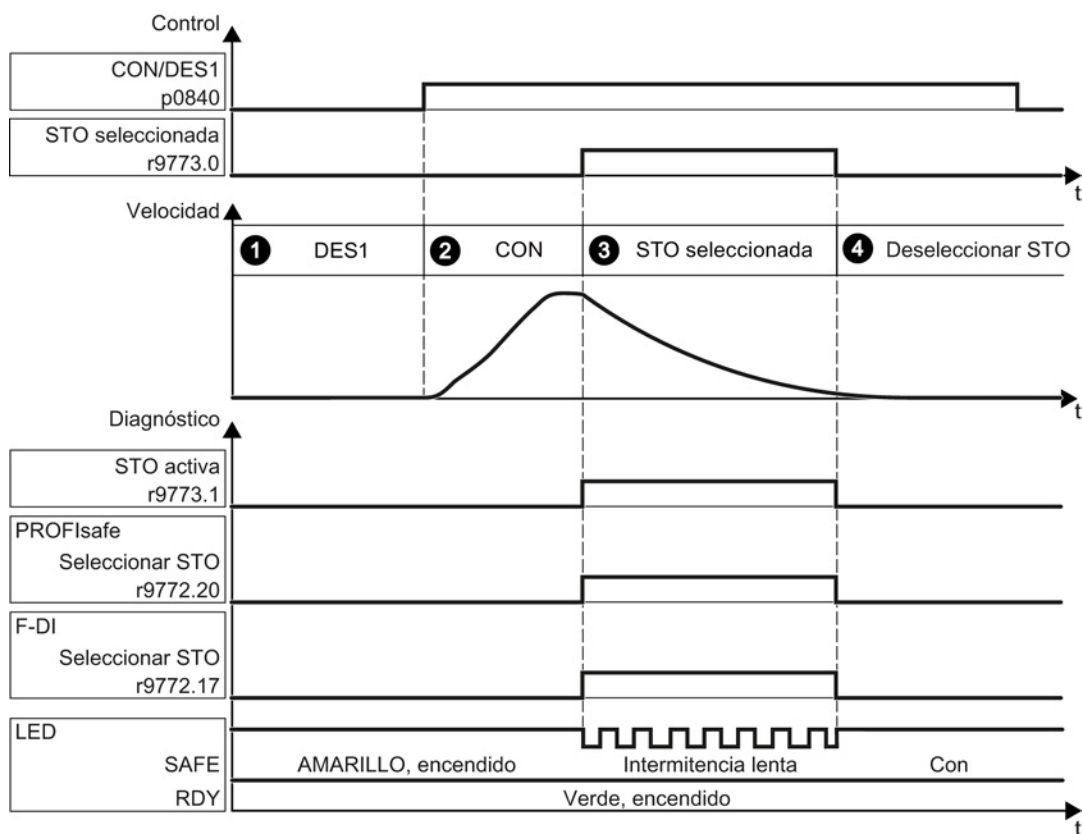 Control
CON/DES1
p0840
STO seleccionada
r9773.0
t
Velocidad
1 DES1 2 CON 3 STO seleccionada 4 Deseleccionar STO
t
Diagnóstico
STO activa
r9773.1
PROFIsafe
Seleccionar STO
r9772.20
F-DI
Seleccionar STO
r9772.17
LED
SAFE AMARILLO, encendido Intermitencia lenta Con
RDY Verde, encendido
t